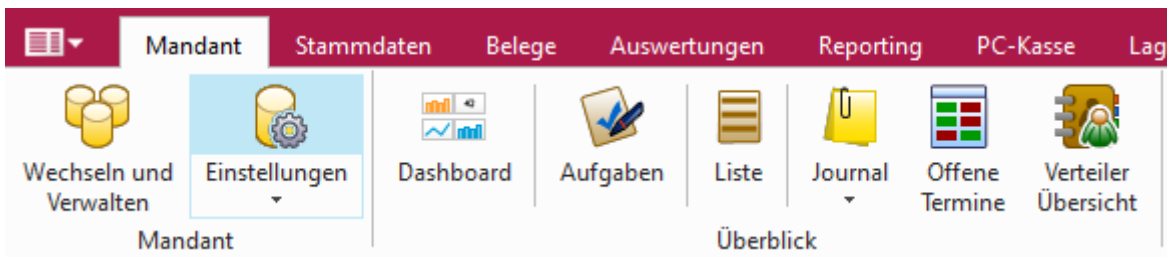 Mandant Stammdaten Belege Auswertungen Reporting PC-Kasse Lag
Wechseln und Verwalten
Einstellungen
Dashboard
Aufgaben
Liste
Journal
Offene Termine
Verteiler Übersicht
Mandant
Überblick